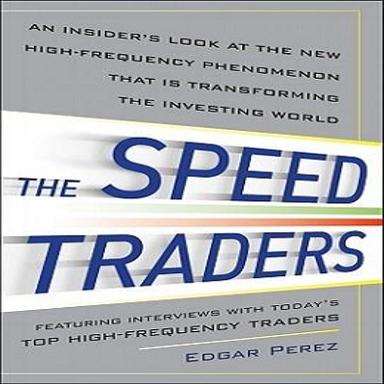 AN INSIDER'S LOOK AT THE NEW
HIGH-FREQUENCY PHENOMENON
THAT IS TRANSFORMING
THE INVESTING WORLD
THE SPEED
TRADERS
FEATURING INTERVIEWS WITH TODAY'S
TOP HIGH-FREQUENCY TRADERS
EDGAR PEREZ